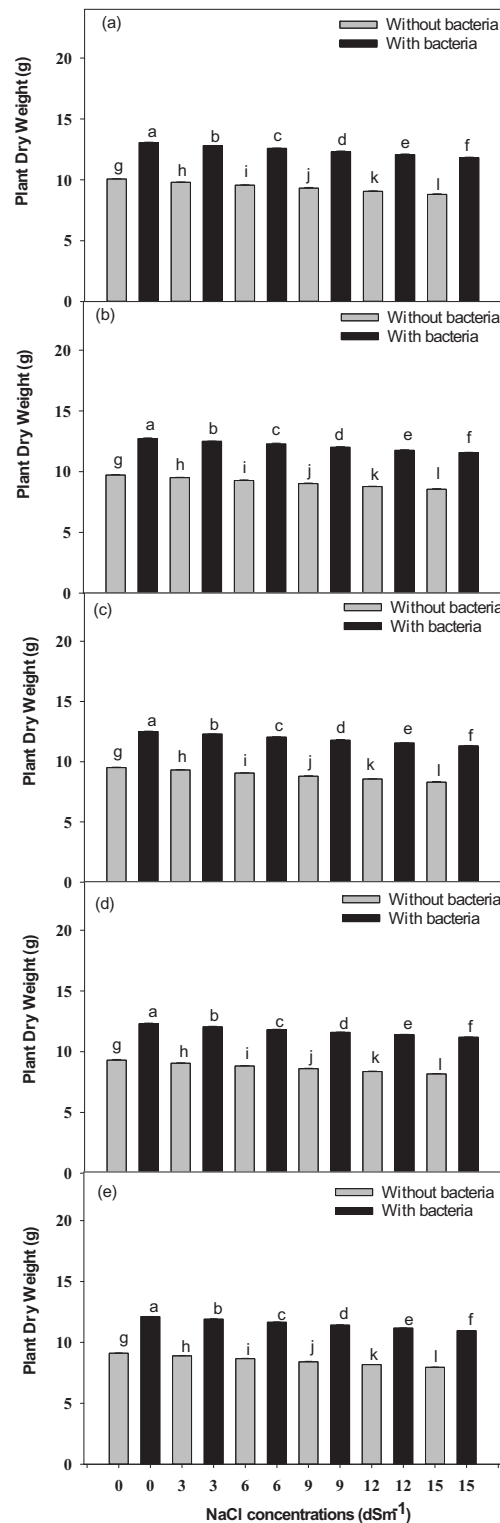 (a)
Without bacteria
With bacteria
Plant Dry Weight (g)
20
15
10
5
0
a b c d e f
g h i j k l
(b)
Without bacteria
With bacteria
Plant Dry Weight (g)
20
15
10
5
0
a b c d e f
g h i j k l
(c)
Without bacteria
With bacteria
Plant Dry Weight (g)
20
15
10
5
0
a b c d e f
g h i j k l
(d)
Without bacteria
With bacteria
Plant Dry Weight (g)
20
15
10
5
0
a b c d e f
g h i j k l
(e)
Without bacteria
With bacteria
Plant Dry Weight (g)
20
15
10
5
0
a b c d e f
g h i j k l
0 0 3 3 6 6 9 9 12 12 15 15
NaCl concentrations (dSm-1)